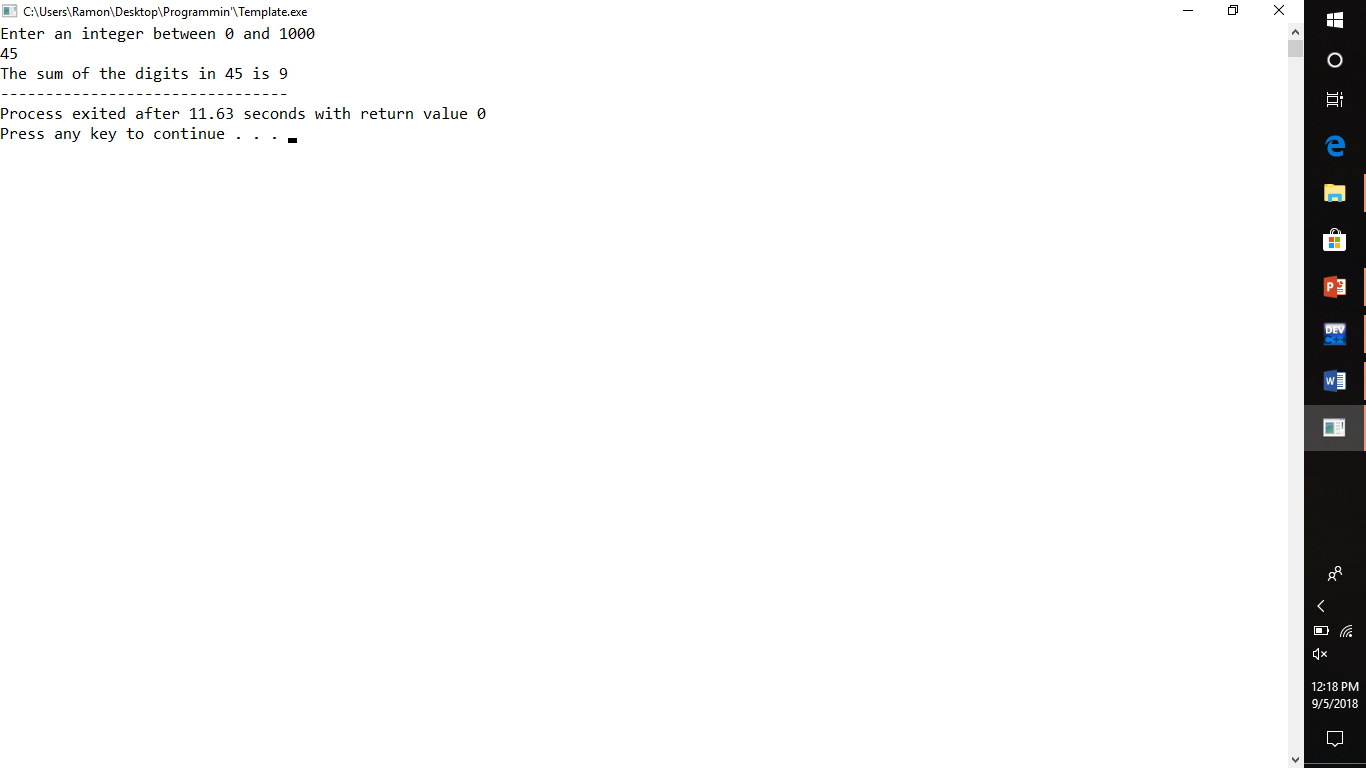 C:\Users\Ramon\Desktop\Programmin'\Template.exe
Enter an integer between 0 and 1000
45
The sum of the digits in 45 is 9
--------------------------------
Process exited after 11.63 seconds with return value 0
Press any key to continue . . .
DEV
12:18 PM
9/5/2018